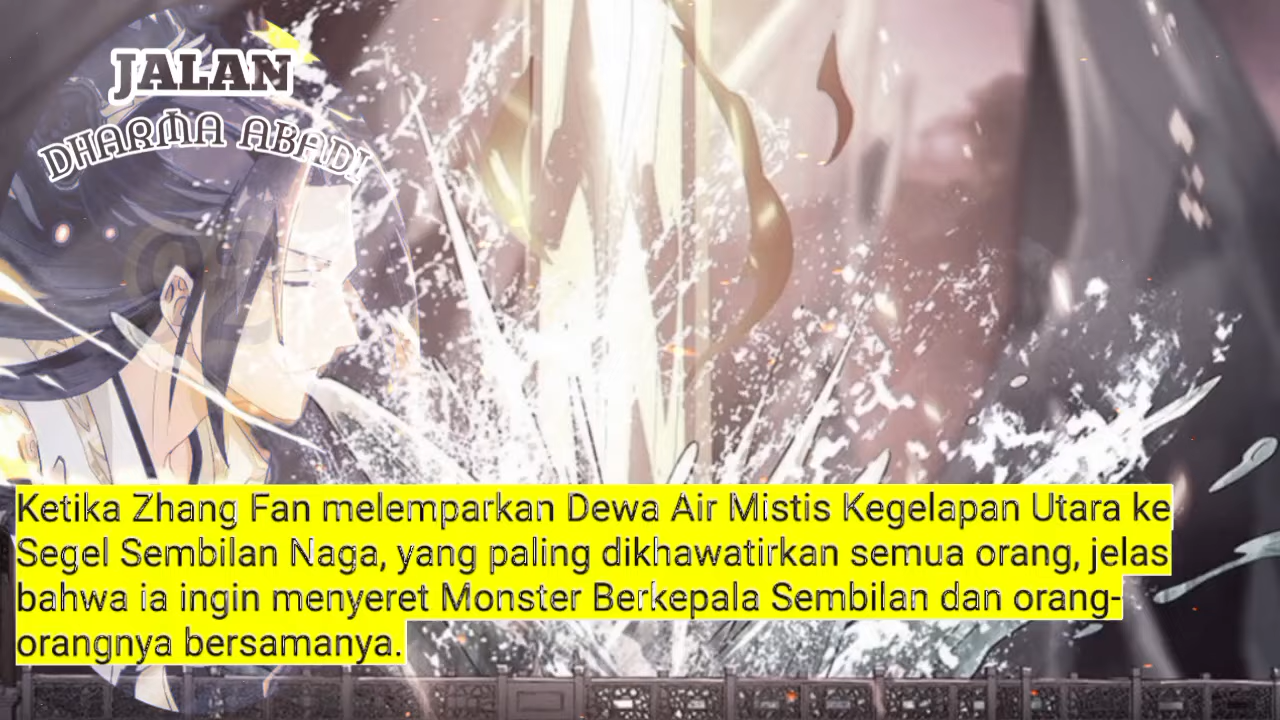 JALAN
DHARMA ABADI
02
Ketika Zhang Fan melemparkan Dewa Air Mistis Kegelapan Utara ke
Segel Sembilan Naga, yang paling dikhawatirkan semua orang, jelas
bahwa ia ingin menyeret Monster Berkepala Sembilan dan orang-
orangnya bersamanya.